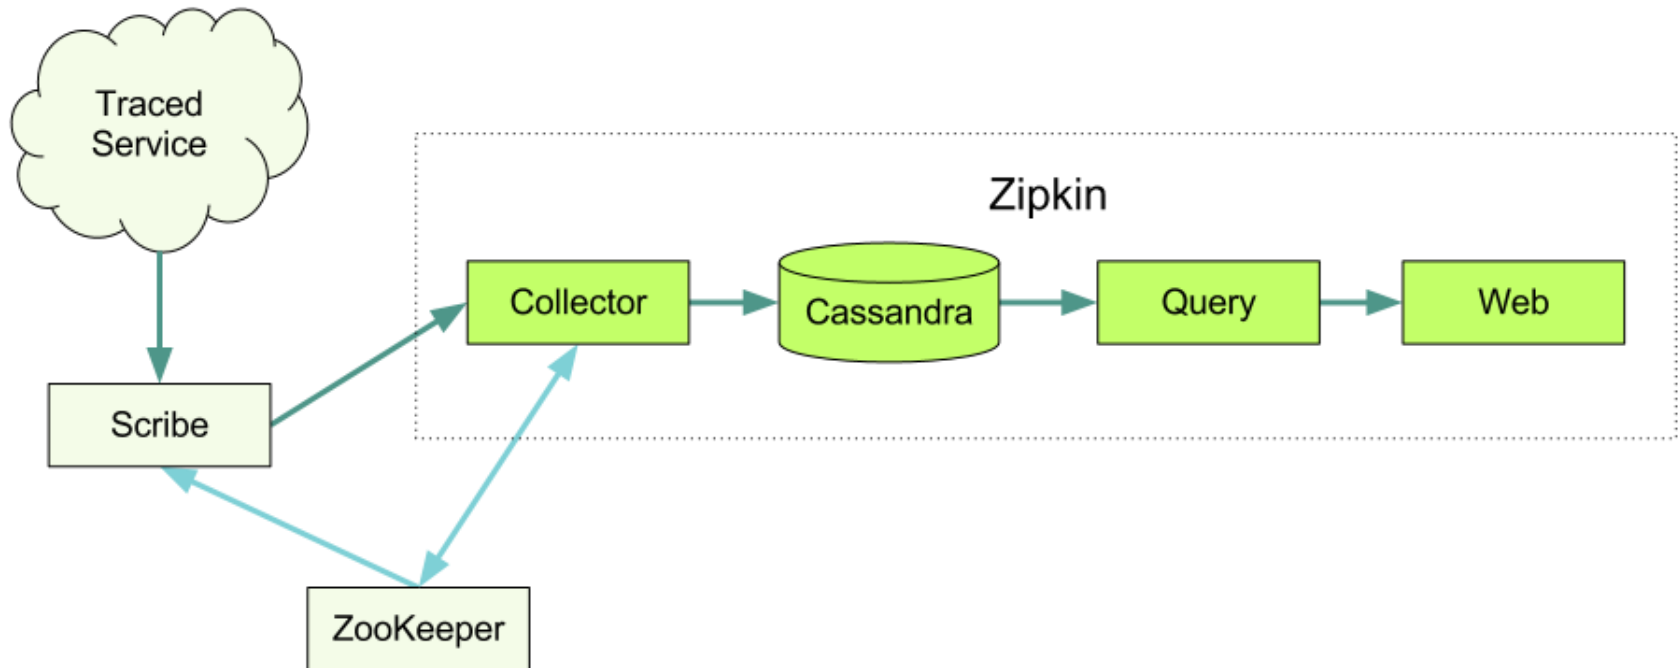 Traced
Service
Zipkin
Collector
Cassandra
Query
Web
Scribe
ZooKeeper